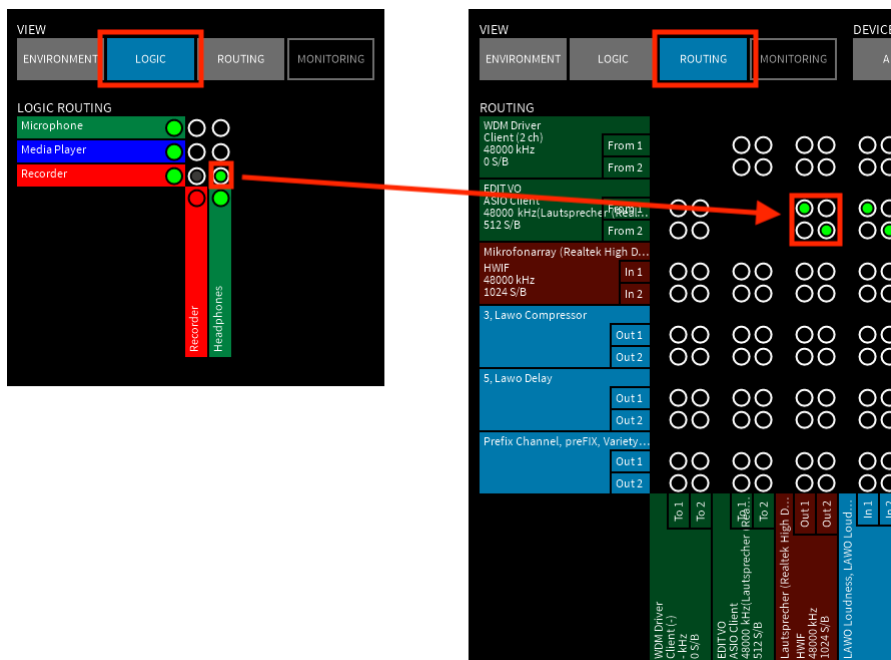 VIEW
ENVIRONMENT LOGIC ROUTING MONITORING
LOGIC ROUTING
Microphone
Media Player
Recorder
Recorder
Headphones
VIEW
DEVICE
ENVIRONMENT LOGIC ROUTING MONITORING A
ROUTING
WDM Driver
Client (2 ch)
48000 kHz
0 S/B
From 1
From 2
EDIT VO
ASIO Client
48000 kHz(Lautsprecher (Real...
512 S/B
From 1
From 2
Mikrofonarray (Realtek High D...
HWIF
48000 kHz
1024 S/B
In 1
In 2
3, Lawo Compressor
Out 1
Out 2
5, Lawo Delay
Out 1
Out 2
Prefix Channel, preFIX, Variety...
Out 1
Out 2
WDM Driver
Client (-)
- kHz
0 S/B
To 1
To 2
EDIT VO
ASIO Client
48000 kHz(Lautsprecher (Rea...
512 S/B
To 1
To 2
Lautsprecher (Realtek High D...
HWIF
48000 kHz
1024 S/B
Out 1
Out 2
LAWO Loudness, LAWO Loud...
In 1
In 2